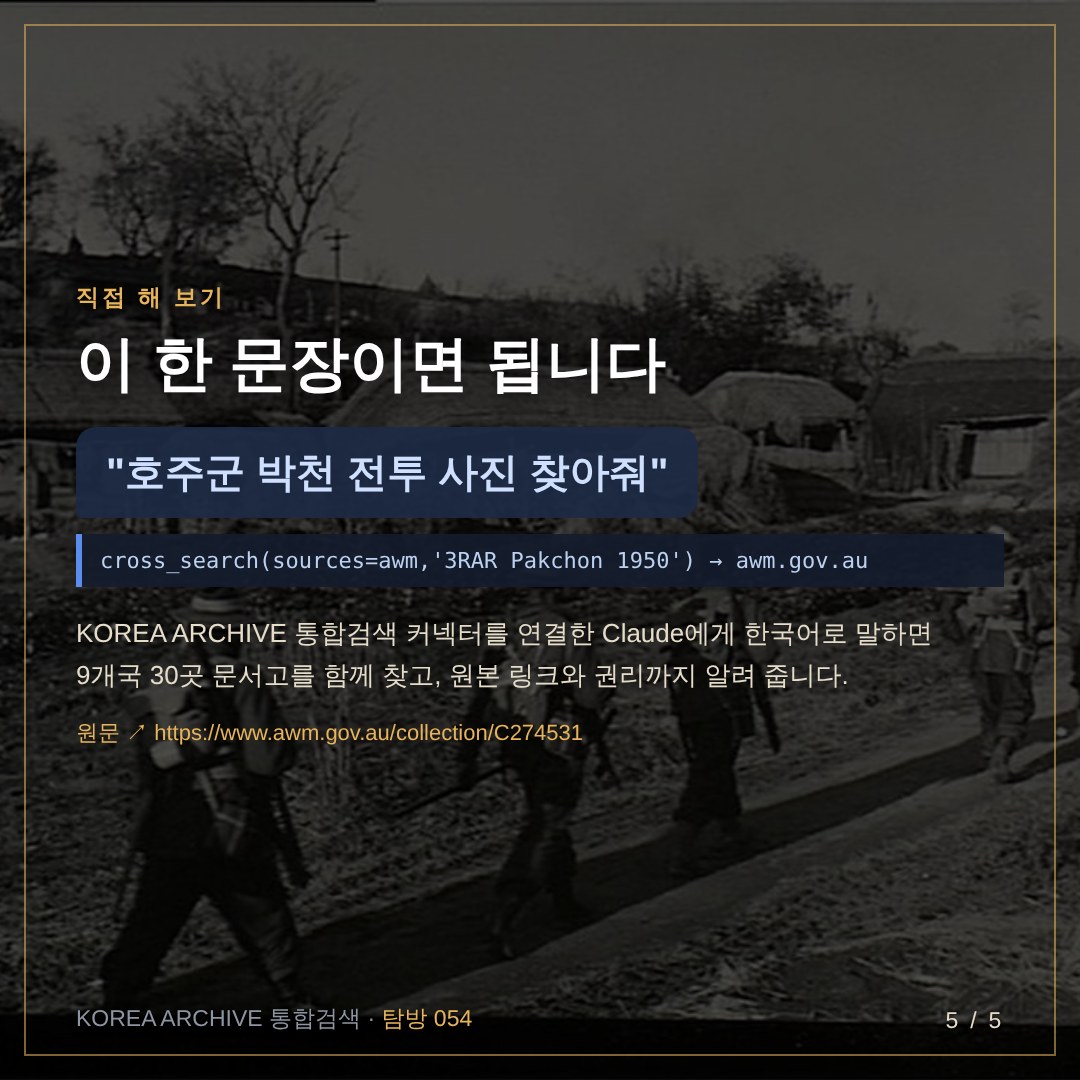 직접 해 보기
이 한 문장이면 됩니다
"호주군 박천 전투 사진 찾아줘"
cross_search(sources=awm,'3RAR Pakchon 1950') → awm.gov.au
KOREA ARCHIVE 통합검색 커넥터를 연결한 Claude에게 한국어로 말하면
9개국 30곳 문서고를 함께 찾고, 원본 링크와 권리까지 알려 줍니다.
원문 ↗ https://www.awm.gov.au/collection/C274531
KOREA ARCHIVE 통합검색 · 탐방 054
5 / 5